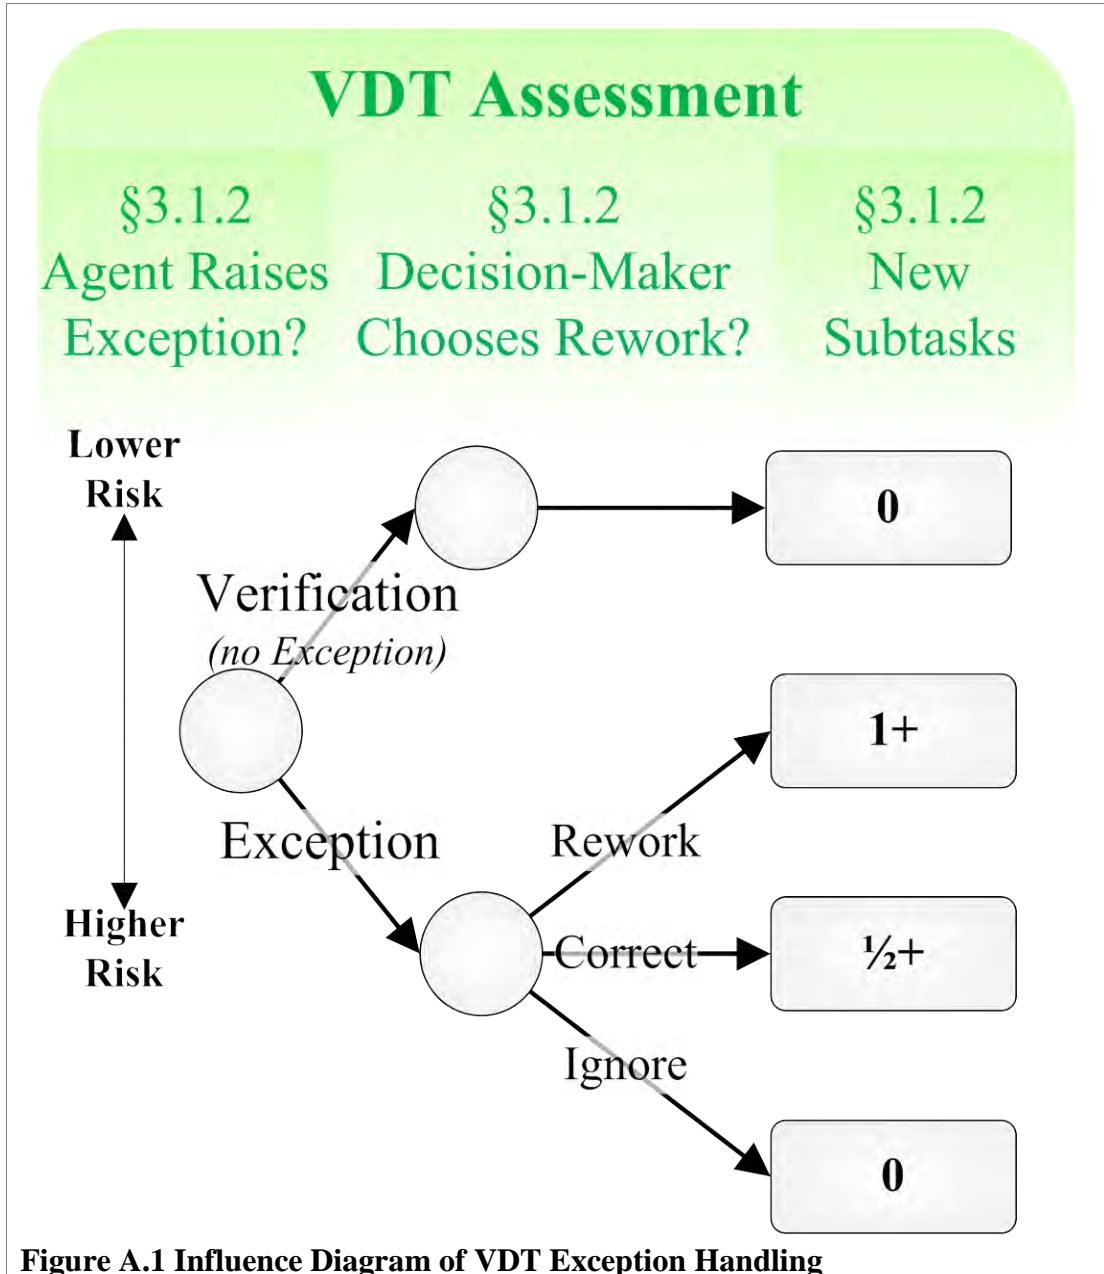 VDT Assessment
§3.1.2
Agent Raises
Exception?
§3.1.2
Decision-Maker
Chooses Rework?
§3.1.2
New
Subtasks
Lower
Risk
0
Verification
(no Exception)
1+
Exception
Rework
Higher
Risk
Correct
½+
Ignore
0
Figure A.1 Influence Diagram of VDT Exception Handling